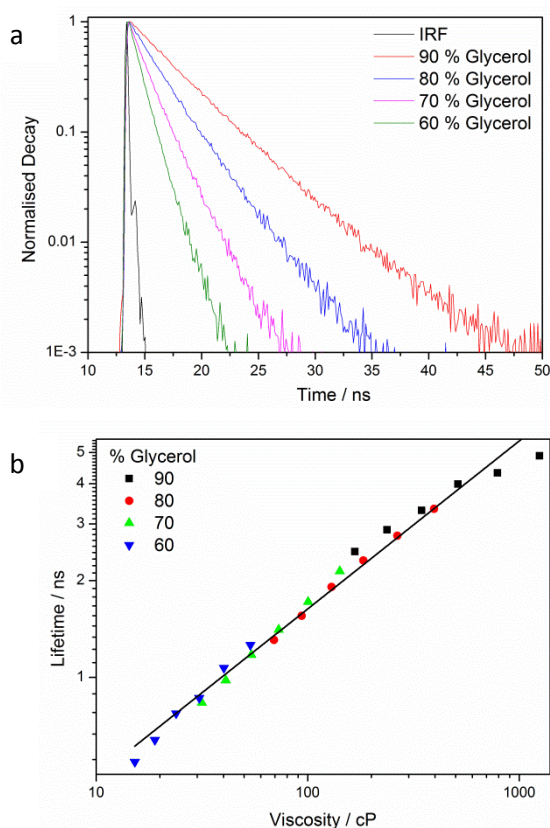 a
IRF
90 % Glycerol
80 % Glycerol
70 % Glycerol
60 % Glycerol
Normalised Decay
1
0.1
0.01
1E-3
10 15 20 25 30 35 40 45 50
Time / ns
b
% Glycerol
90
80
70
60
Lifetime / ns
5
4
3
2
1
10 100 1000
Viscosity / cP